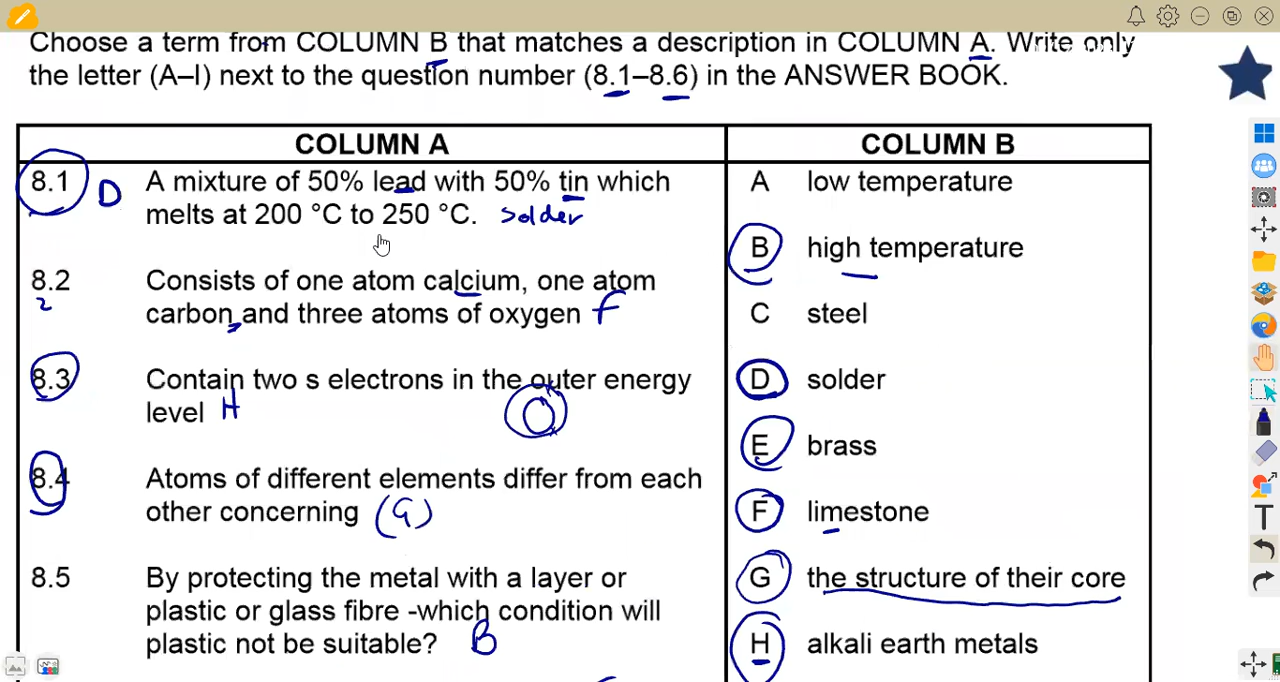 Choose a term from COLUMN B that matches a description in COLUMN A. Write only
the letter (A–I) next to the question number (8.1–8.6) in the ANSWER BOOK.
COLUMN A
COLUMN B
8.1 D A mixture of 50% lead with 50% tin which
melts at 200 °C to 250 °C. solder
8.2 Consists of one atom calcium, one atom
2 carbon, and three atoms of oxygen F
8.3 Contain two s electrons in the outer energy
level H
8.4 Atoms of different elements differ from each
other concerning (G)
8.5 By protecting the metal with a layer or
plastic or glass fibre -which condition will
plastic not be suitable? B
A low temperature
B high temperature
C steel
D solder
E brass
F limestone
G the structure of their core
H alkali earth metals
T